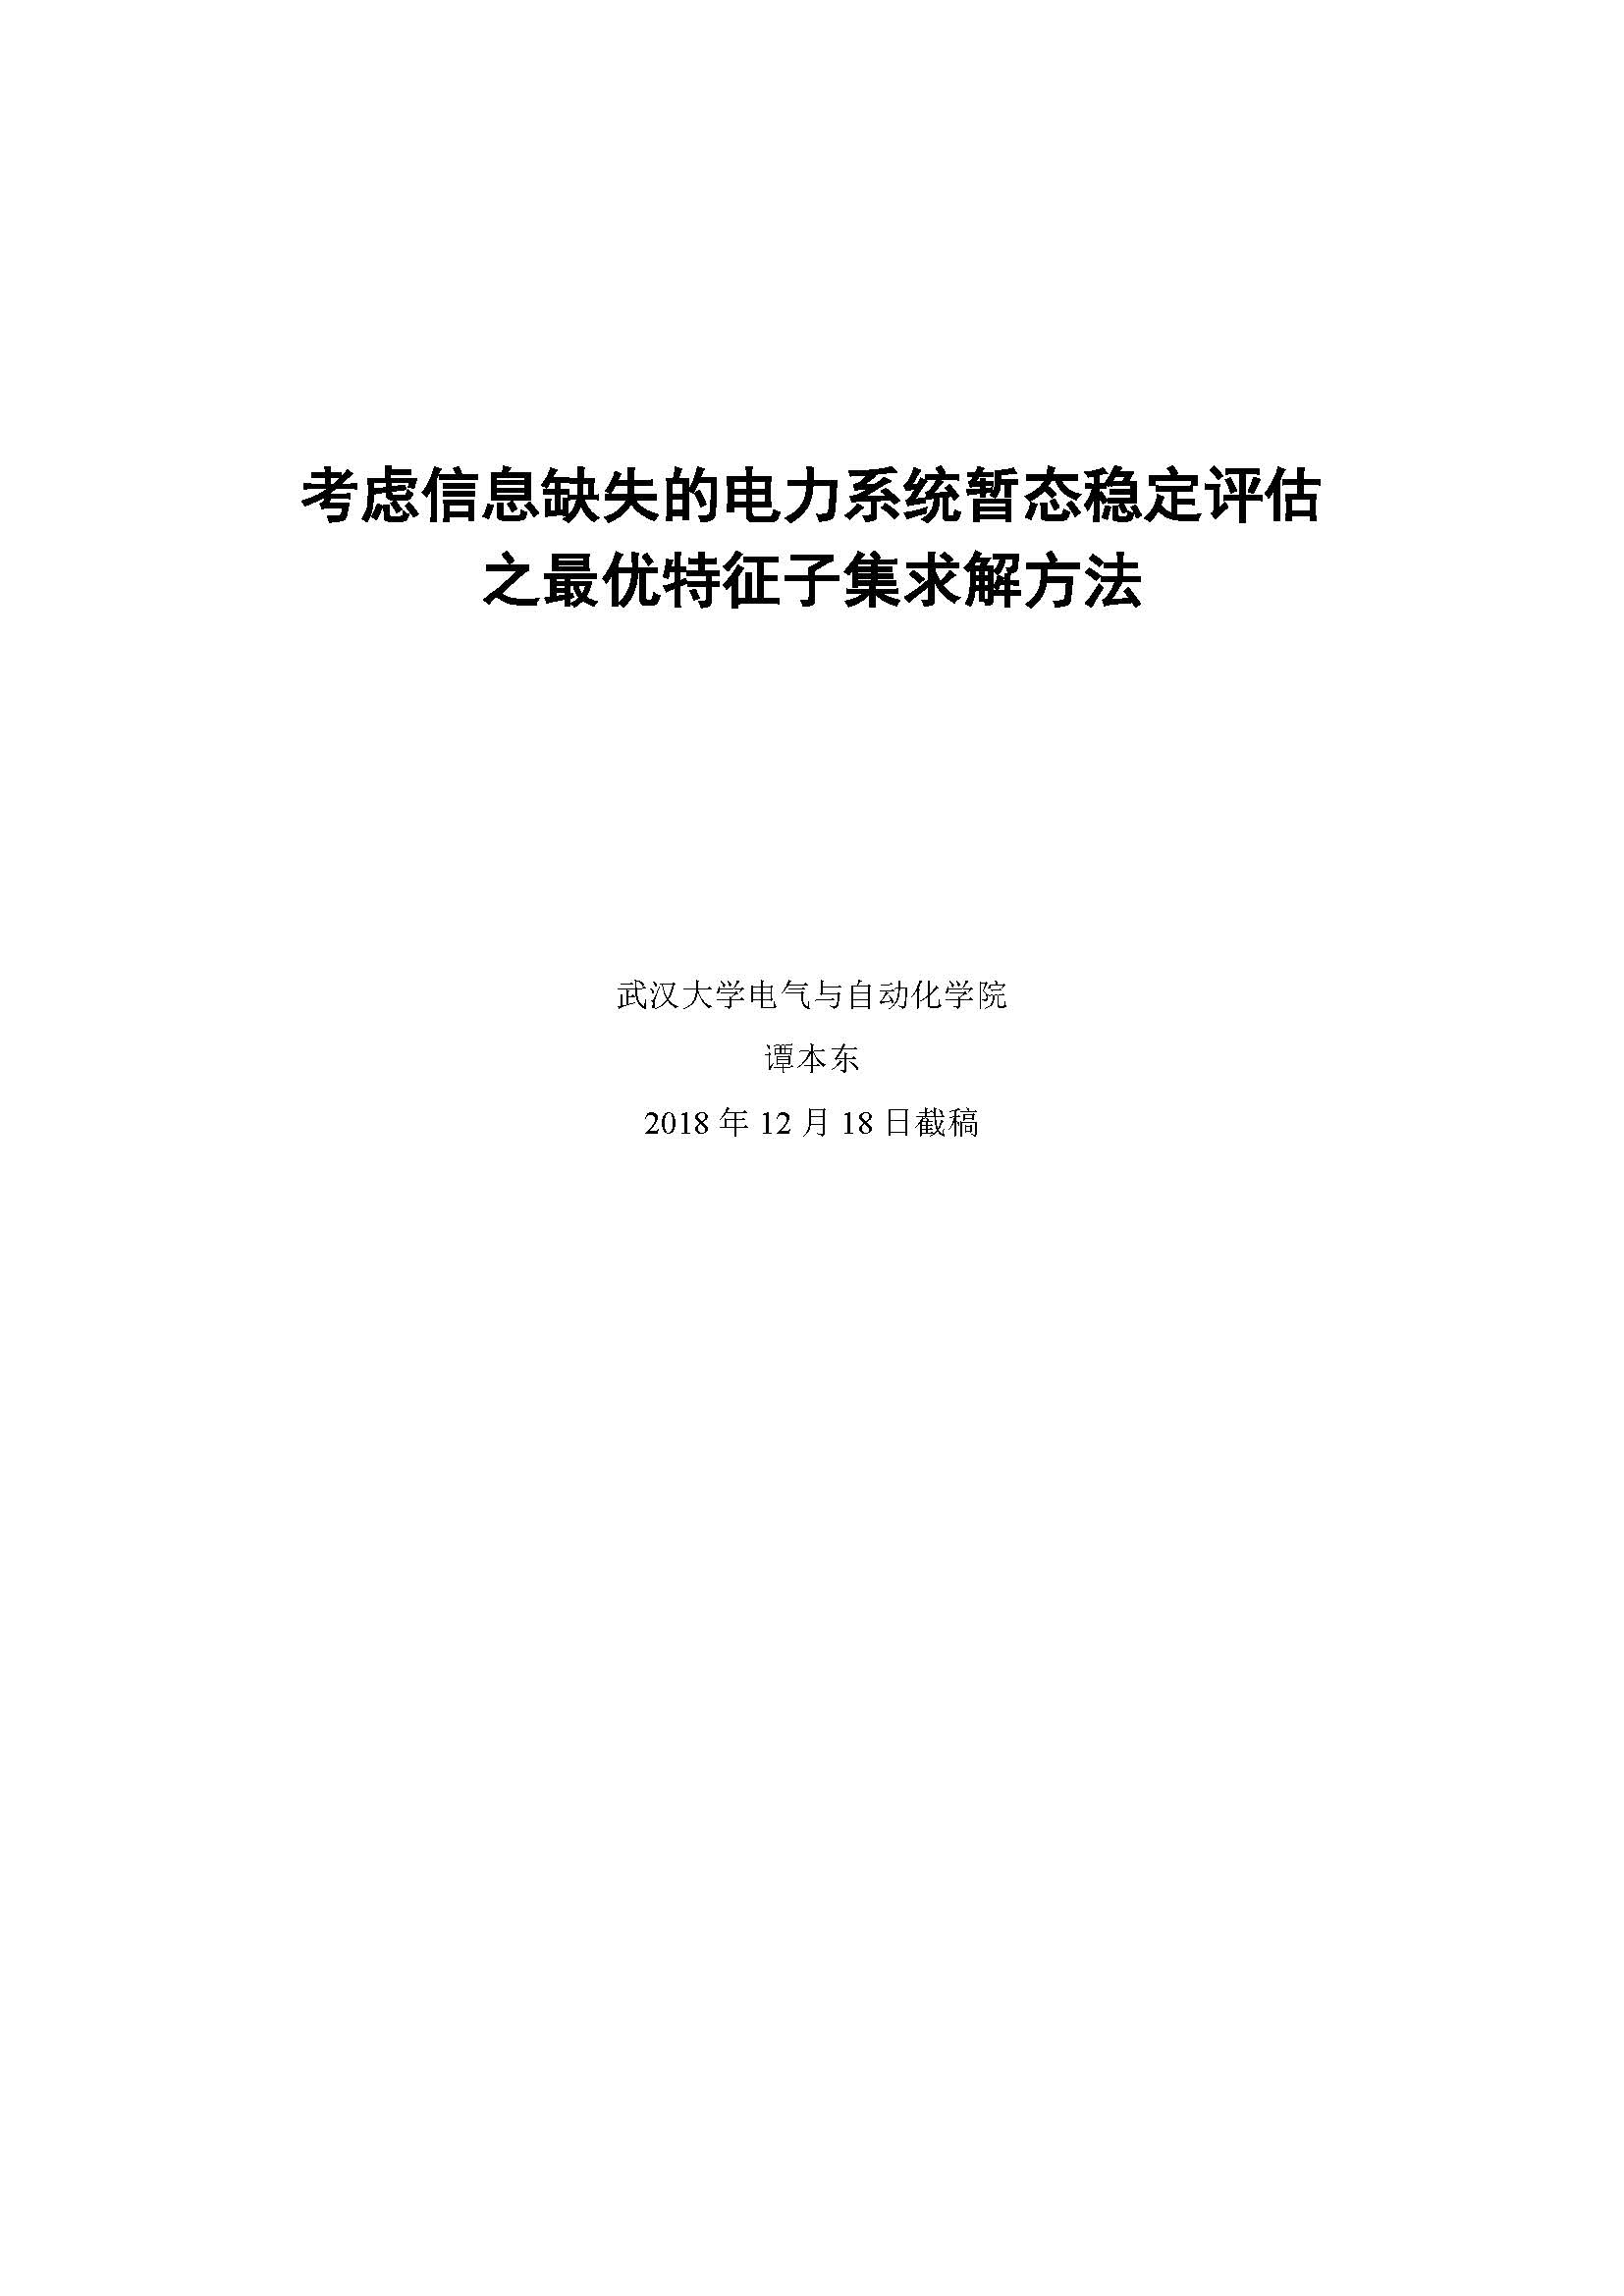 考虑信息缺失的电力系统暂态稳定评估
之最优特征子集求解方法
武汉大学电气与自动化学院
谭本东
2018 年 12 月 18 日截稿